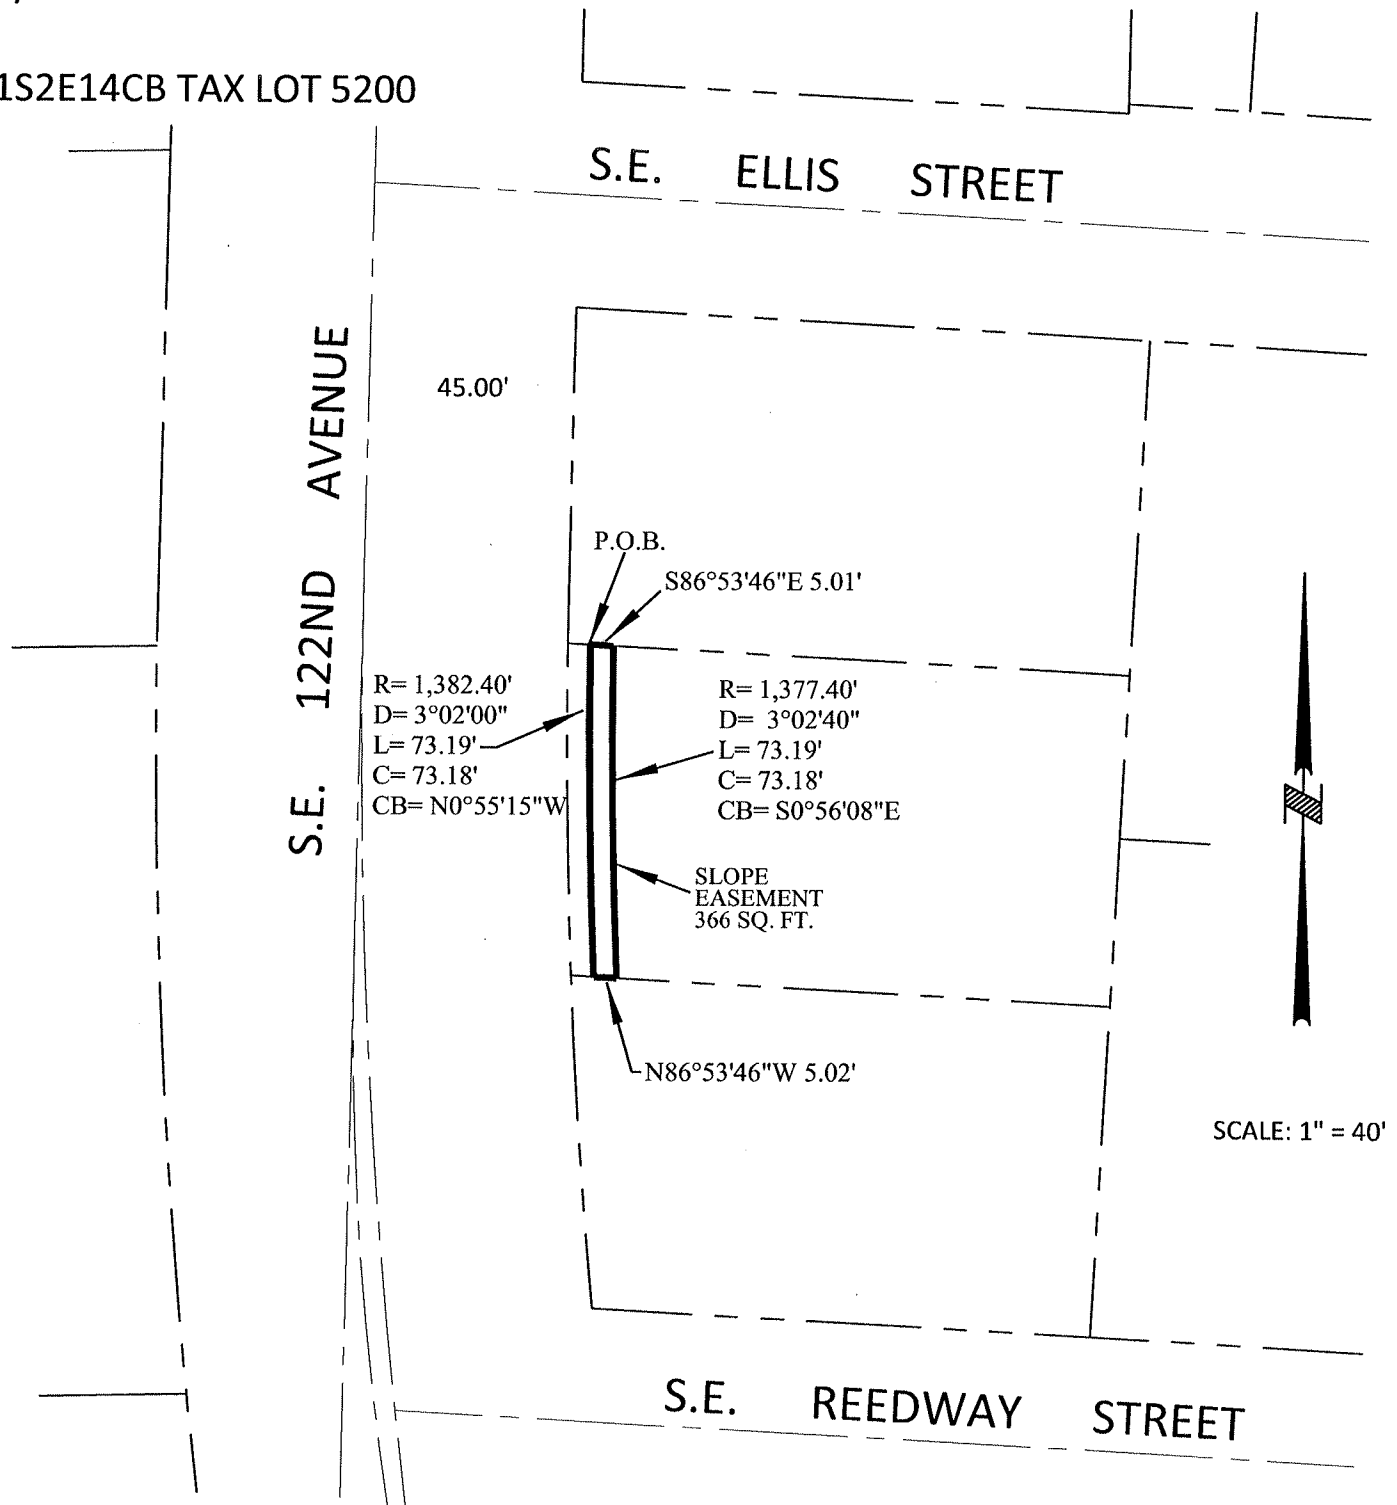 1S2E14CB TAX LOT 5200
S.E. ELLIS STREET
S.E. 122ND AVENUE
45.00'
P.O.B.
S86°53'46"E 5.01'
R= 1,382.40'
D= 3°02'00"
L= 73.19'
C= 73.18'
CB= N0°55'15"W
R= 1,377.40'
D= 3°02'40"
L= 73.19'
C= 73.18'
CB= S0°56'08"E
SLOPE
EASEMENT
366 SQ. FT.
N86°53'46"W 5.02'
SCALE: 1" = 40'
S.E. REEDWAY STREET